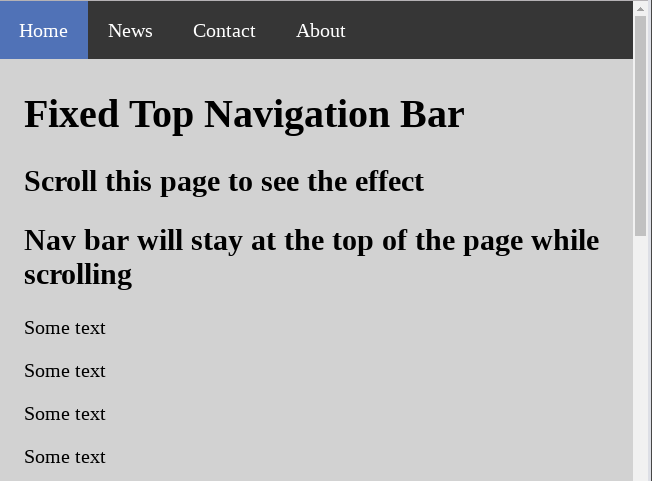 Home News Contact About
Fixed Top Navigation Bar
Scroll this page to see the effect
Nav bar will stay at the top of the page while
scrolling
Some text
Some text
Some text
Some text